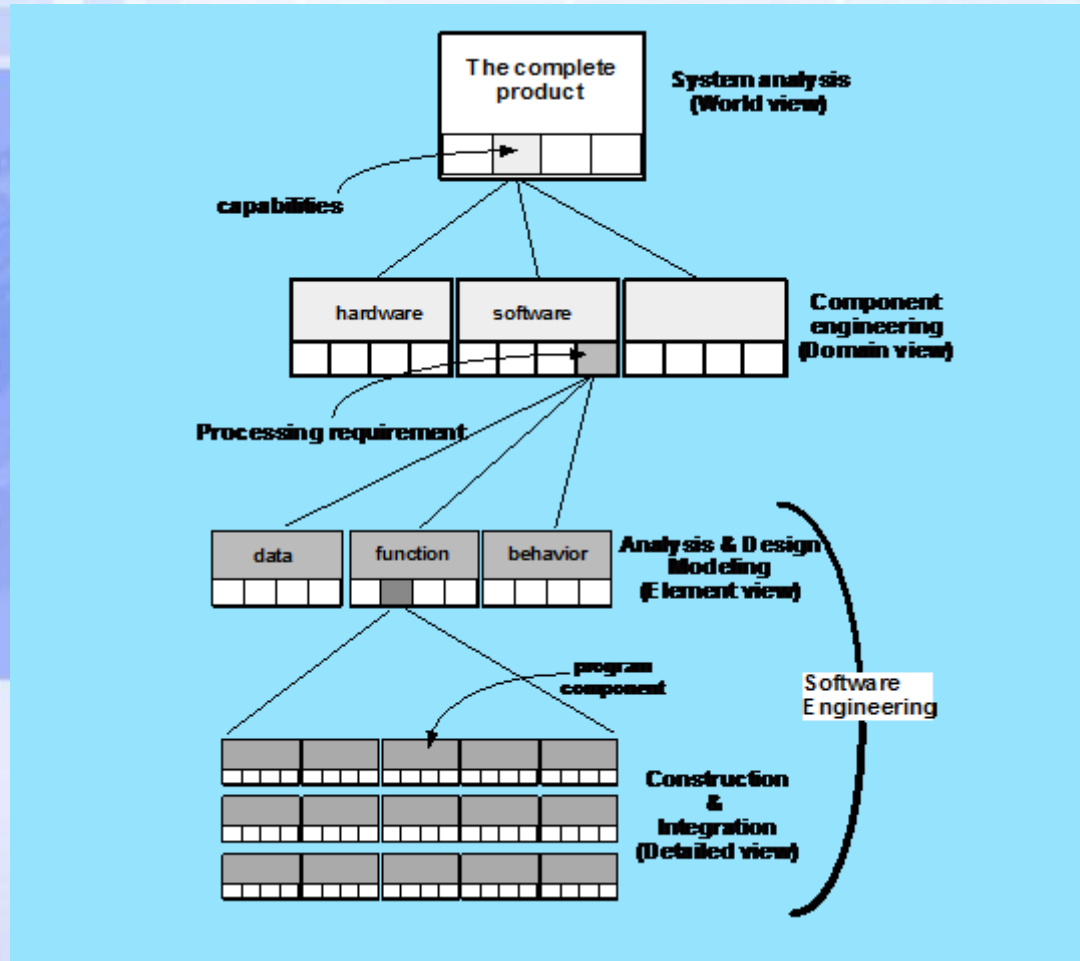 The complete
product
System analysis
(World view)
capabilities
hardware
software
Component
engineering
(Domain view)
Processing requirement
data
function
behavior
Analysis & Design
Modeling
(Element view)
program
component
Software
Engineering
Construction
&
Integration
(Detailed view)